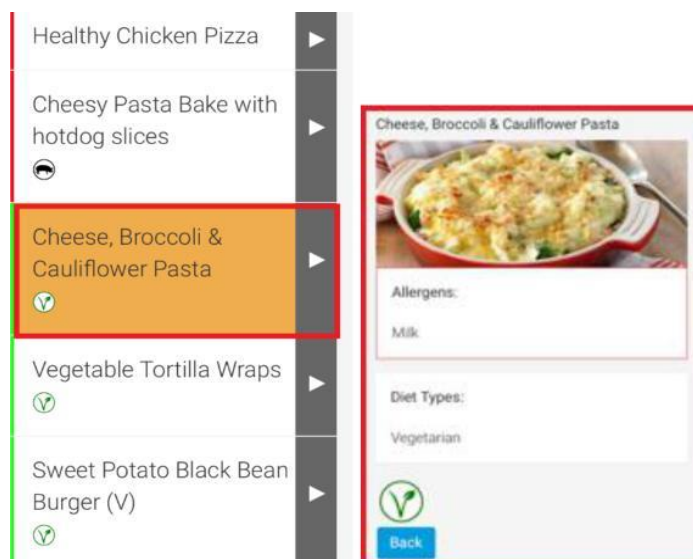 Healthy Chicken Pizza
Cheesy Pasta Bake with
hotdog slices
Cheese, Broccoli &
Cauliflower Pasta
Vegetable Tortilla Wraps
Sweet Potato Black Bean
Burger (V)
Cheese, Broccoli & Cauliflower Pasta
Allergens:
Milk
Diet Types:
Vegetarian
Back